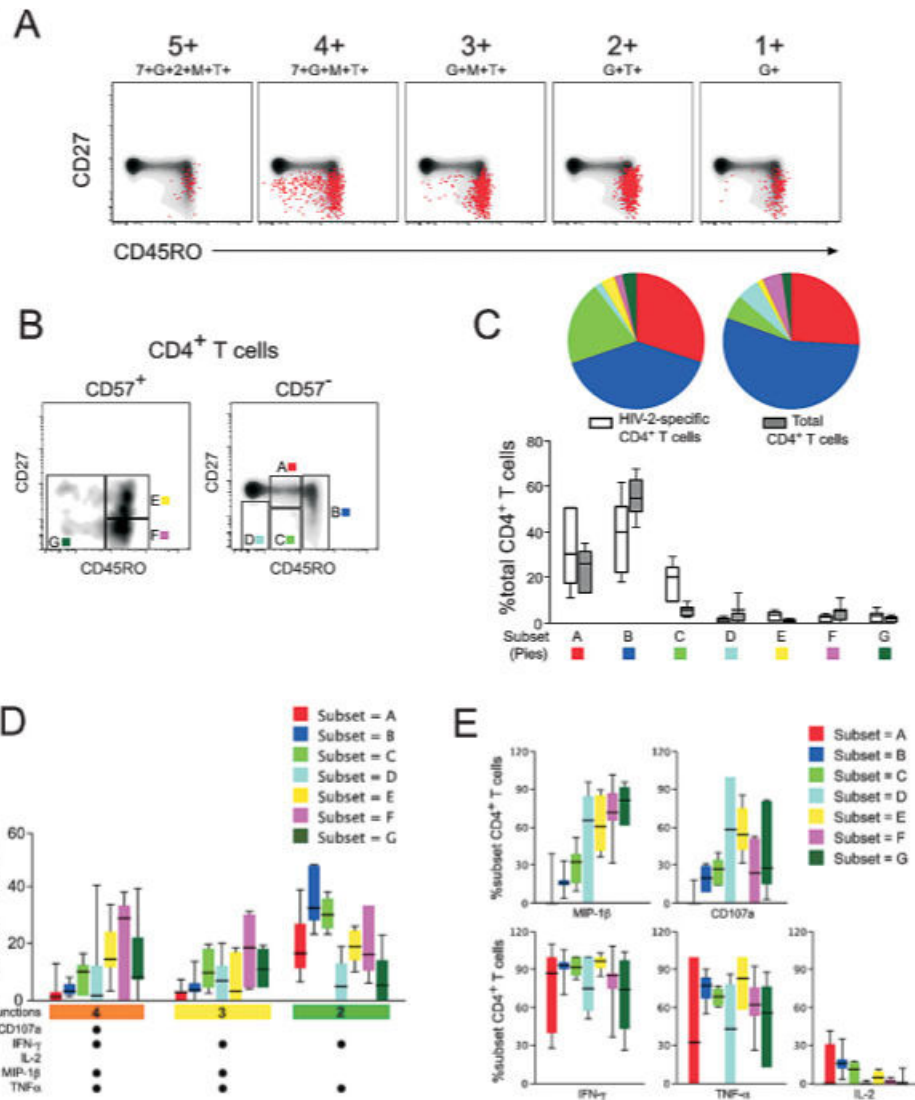 A
5+ 4+ 3+ 2+ 1+
7+G+2+M+T+ 7+G+M+T+ G+M+T+ G+T+ G+
CD27
CD45RO
B
CD4+ T cells
CD57+ CD57-
CD27
E
F
G
CD45RO
CD27
A
B
D C
CD45RO
C
HIV-2-specific
CD4+ T cells
Total
CD4+ T cells
%total CD4+ T cells
80
60
40
20
0
Subset A B C D E F G
(Pies)
D
Subset = A
Subset = B
Subset = C
Subset = D
Subset = E
Subset = F
Subset = G
60
40
20
0
unctions 4 3 2
CD107a
IFN-γ
IL-2
MIP-1β
TNFα
E
Subset = A
Subset = B
Subset = C
Subset = D
Subset = E
Subset = F
Subset = G
%subset CD4+ T cells
120
90
60
30
0
MIP-1β
120
90
60
30
0
CD107a
%subset CD4+ T cells
120
90
60
30
0
IFN-γ
120
90
60
30
0
TNF-α
120
90
60
30
0
IL-2